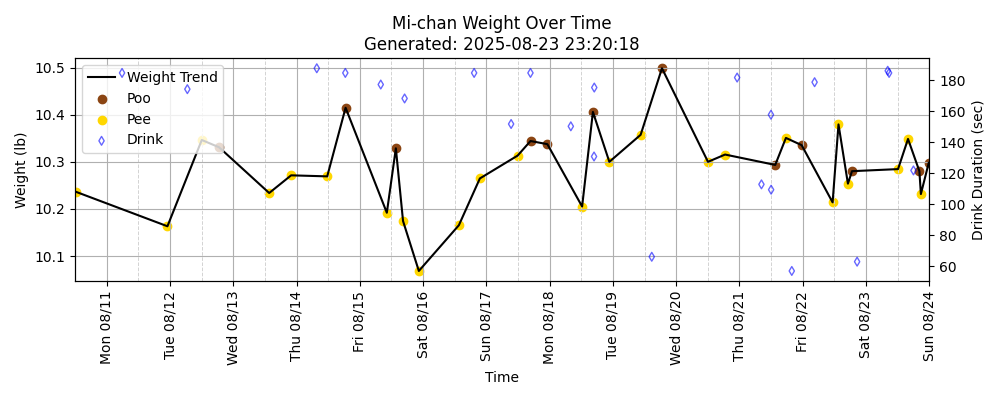 Mi-chan Weight Over Time
Generated: 2025-08-23 23:20:18
Weight Trend
Poo
Pee
Drink
Weight (lb)
10.5
10.4
10.3
10.2
10.1
180
160
140
120
100
80
60
Drink Duration (sec)
Mon 08/11
Tue 08/12
Wed 08/13
Thu 08/14
Fri 08/15
Sat 08/16
Sun 08/17
Mon 08/18
Tue 08/19
Wed 08/20
Thu 08/21
Fri 08/22
Sat 08/23
Sun 08/24
Time